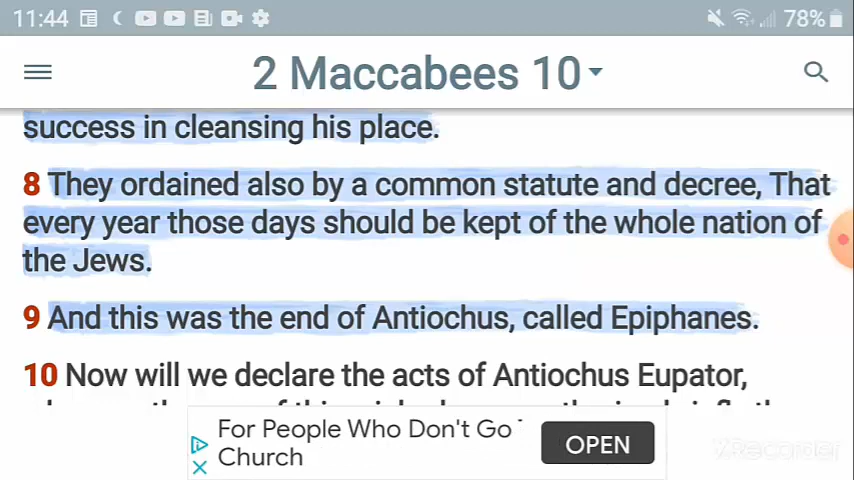 11:44
78%
2 Maccabees 10
success in cleansing his place.
8 They ordained also by a common statute and decree, That
every year those days should be kept of the whole nation of
the Jews.
9 And this was the end of Antiochus, called Epiphanes.
10 Now will we declare the acts of Antiochus Eupator,
For People Who Don't Go
Church
OPEN
XRecorder